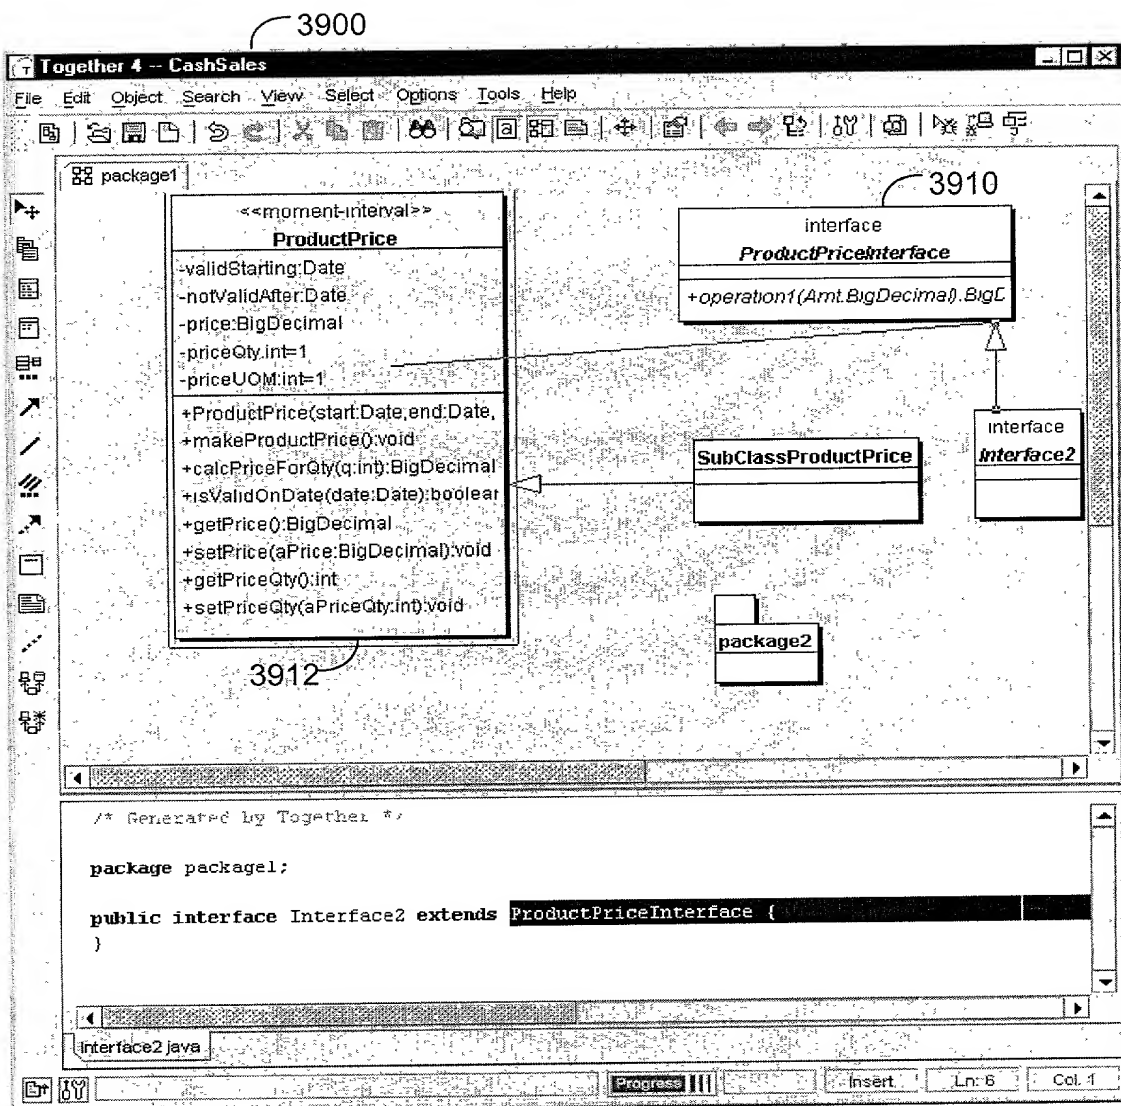 3900
Together 4 -- CashSales
File Edit Object Search View Select Options Tools Help
package1
<<moment-interval>>
ProductPrice
-validStarting:Date
-notValidAfter:Date
-price:BigDecimal
-priceQty:int=1
-priceUOM:int=1
+ProductPrice(start:Date,end:Date,
+makeProductPrice():void
+calcPriceForQty(q:int):BigDecimal
+isValidOnDate(date:Date):boolear
+getPrice():BigDecimal
+setPrice(aPrice:BigDecimal):void
+getPriceQty():int
+setPriceQty(aPriceQty:int):void
3912
3910
interface
ProductPriceInterface
+operation1(Amt:BigDecimal):BigD
interface
Interface2
SubClassProductPrice
package2
/* Generated by Together */
package package1;
public interface Interface2 extends ProductPriceInterface {
}
Interface2 java
Progress Insert Ln: 6 Col: 1